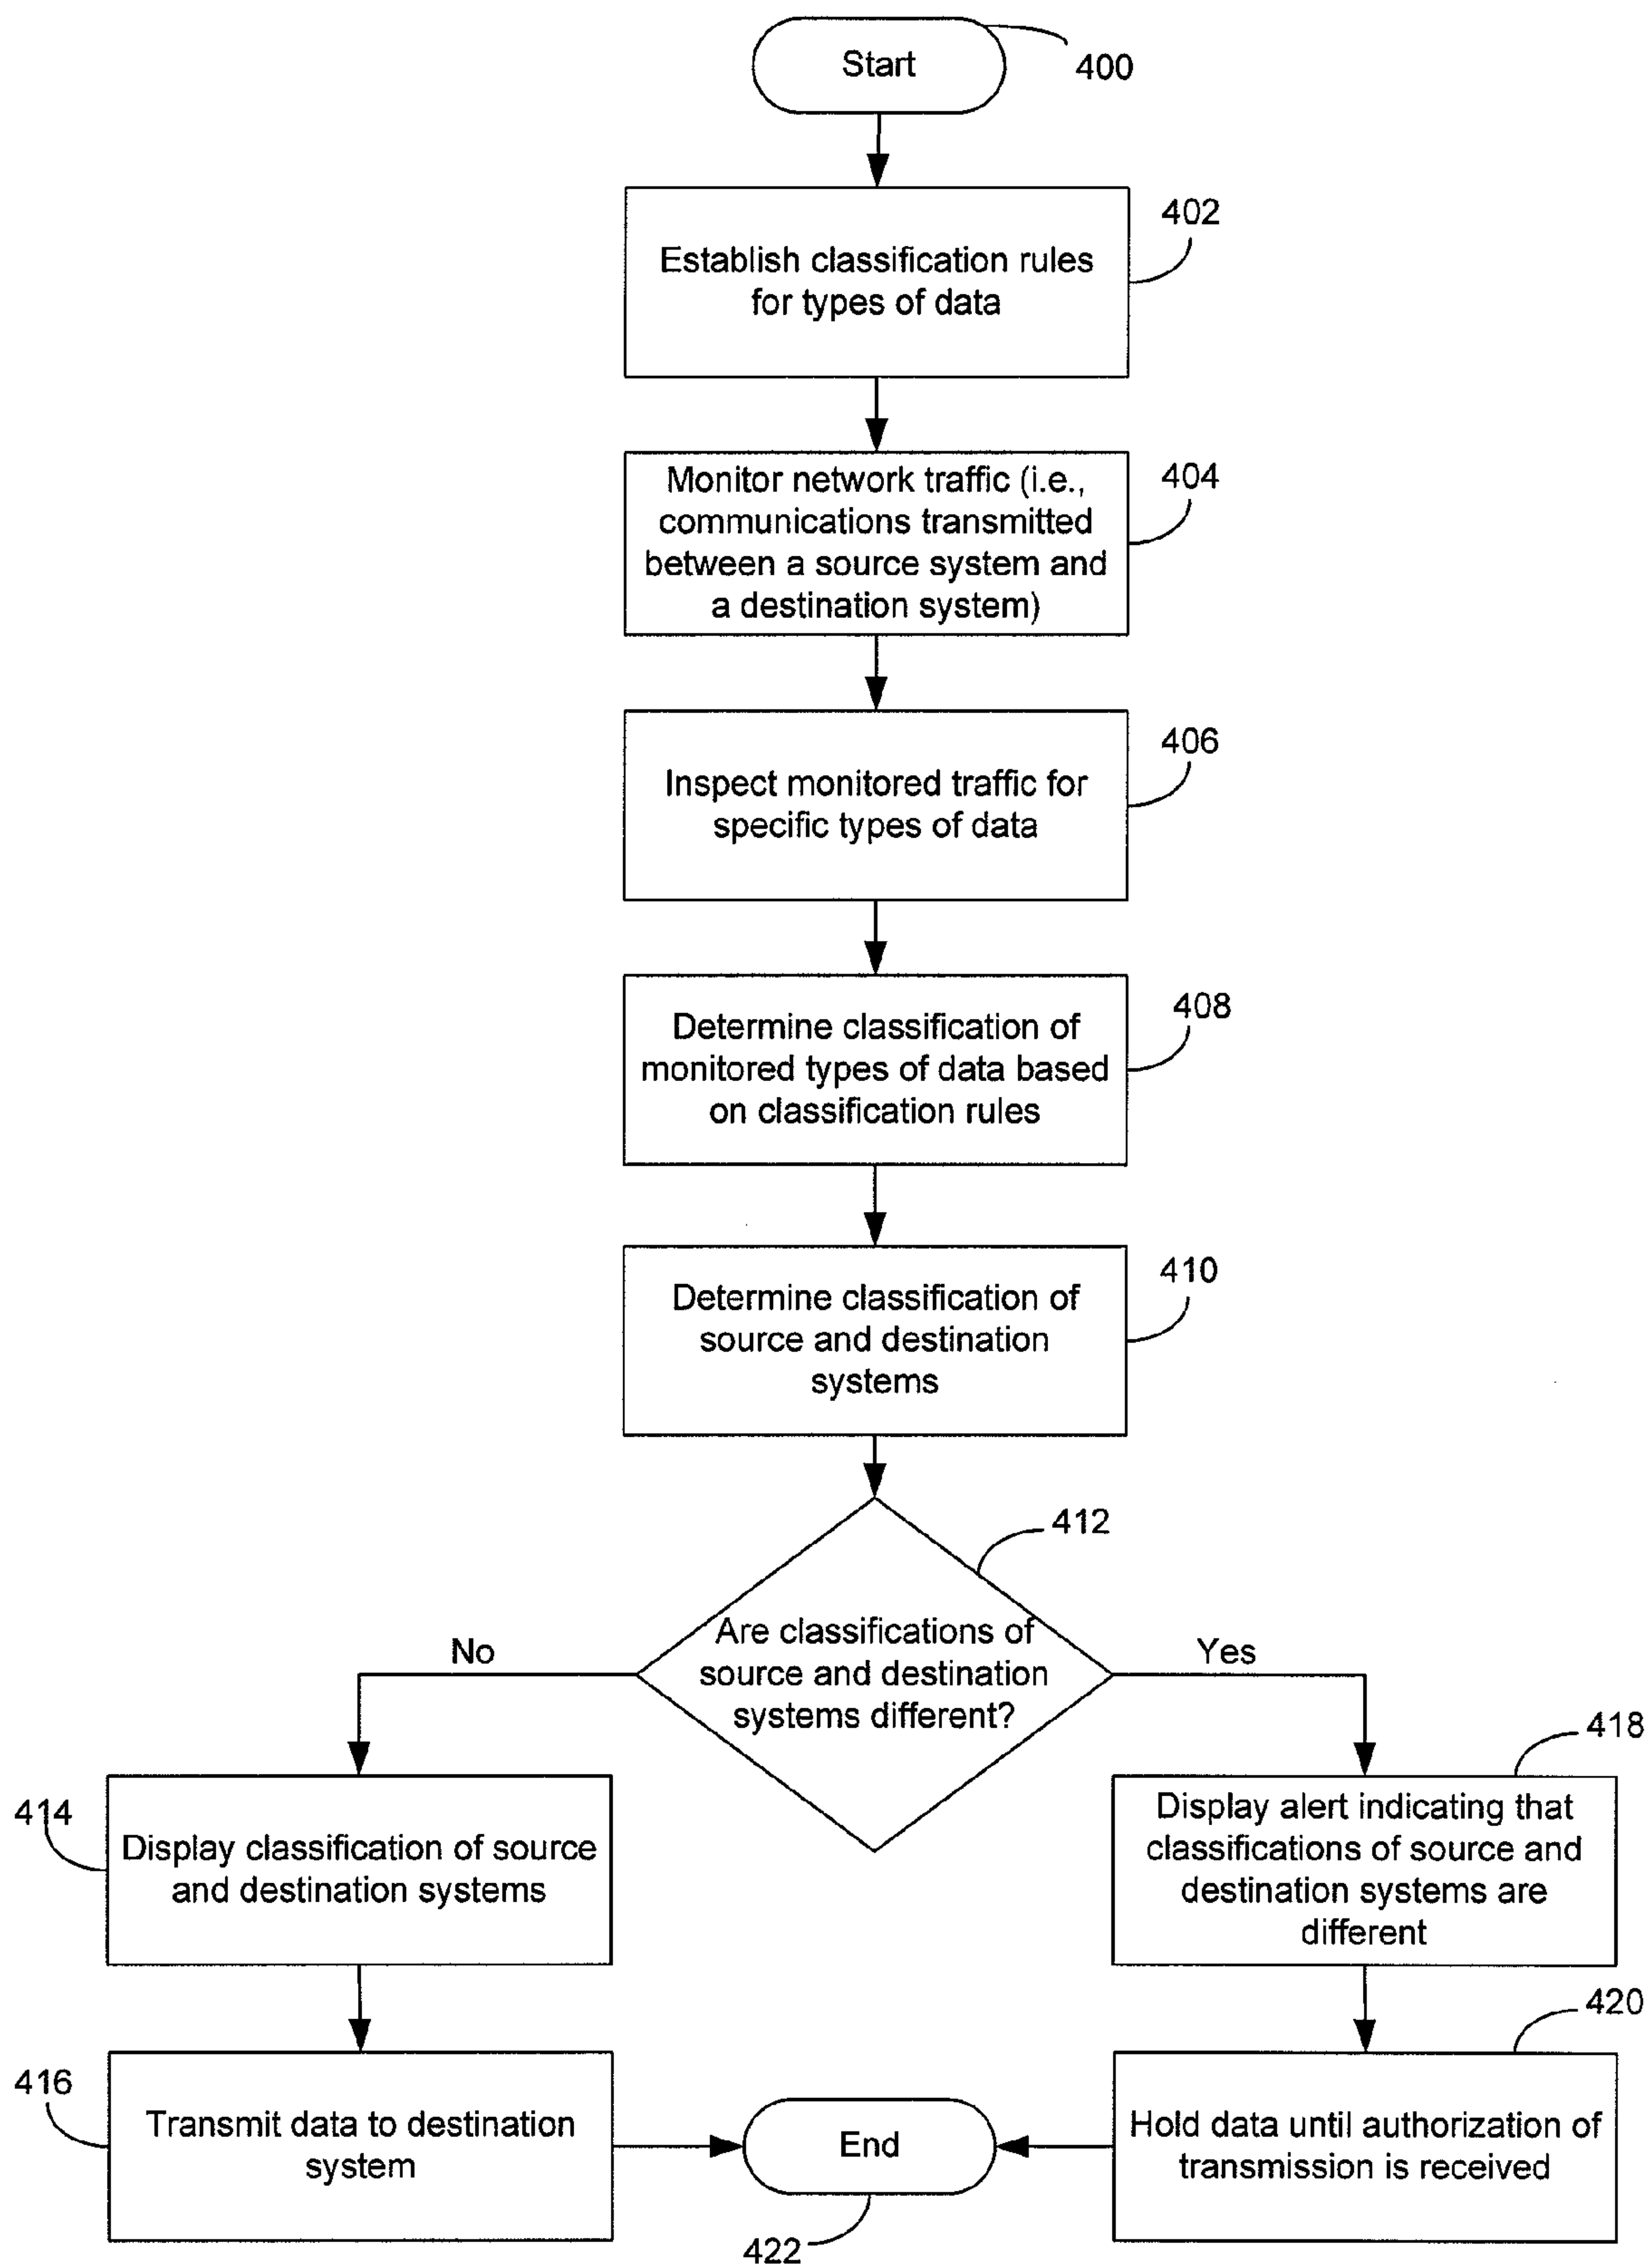 Start
400
402
Establish classification rules
for types of data
404
Monitor network traffic (i.e.,
communications transmitted
between a source system and
a destination system)
406
Inspect monitored traffic for
specific types of data
408
Determine classification of
monitored types of data based
on classification rules
410
Determine classification of
source and destination
systems
412
Are classifications of
source and destination
systems different?
No
Yes
414
Display classification of source
and destination systems
418
Display alert indicating that
classifications of source and
destination systems are
different
416
Transmit data to destination
system
420
Hold data until authorization of
transmission is received
End
422